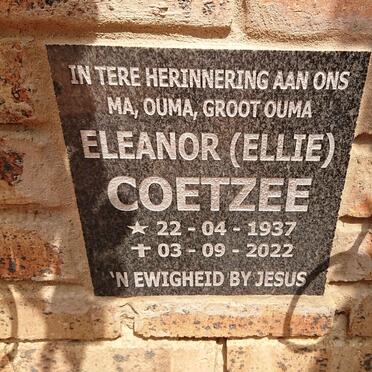 IN TERE HERINNERING AAN ONS
MA, OUMA, GROOT OUMA
ELEANOR (ELLIE)
COETZEE
★ 22 - 04 - 1937
✝ 03 - 09 - 2022
'N EWIGHEID BY JESUS